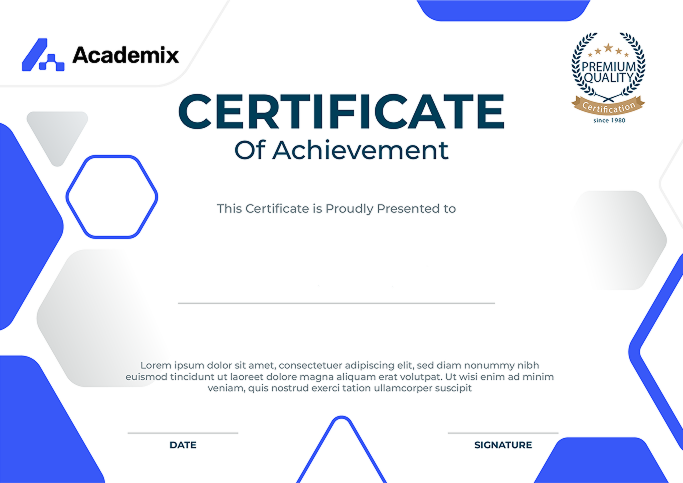 Academix
PREMIUM
QUALITY
Certification
since 1980
CERTIFICATE
Of Achievement
This Certificate is Proudly Presented to
Lorem ipsum dolor sit amet, consectetuer adipiscing elit, sed diam nonummy nibh
euismod tincidunt ut laoreet dolore magna aliquam erat volutpat. Ut wisi enim ad minim
veniam, quis nostrud exerci tation ullamcorper suscipit
DATE
SIGNATURE